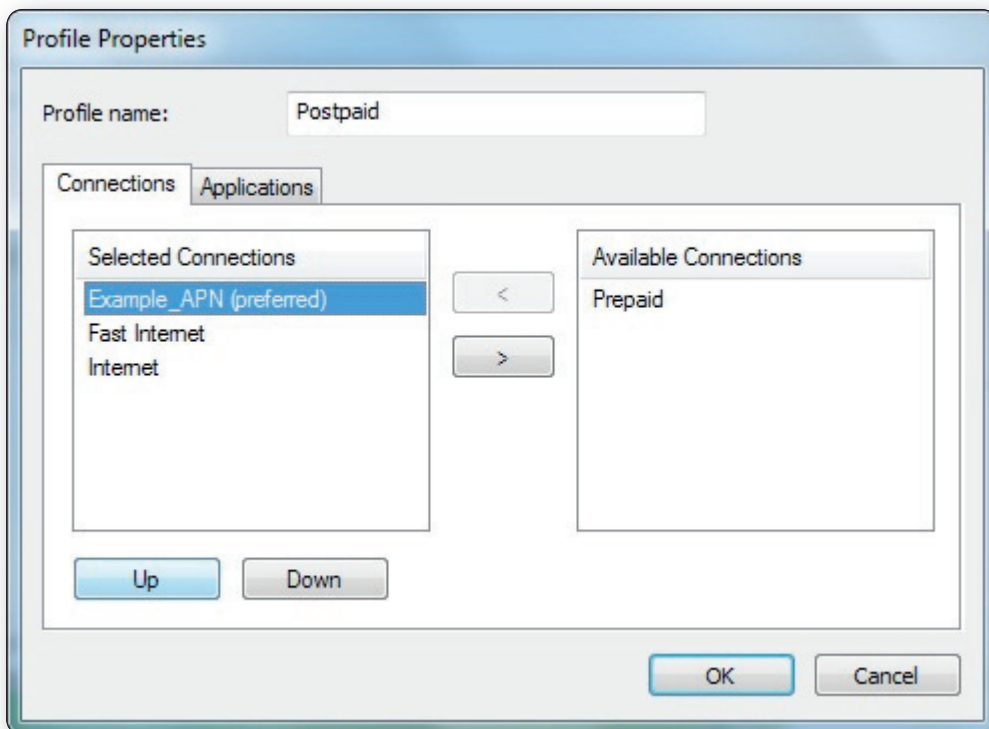 Profile Properties
Profile name: Postpaid
Connections Applications
Selected Connections
Example_APN (preferred)
Fast Internet
Internet
<
>
Available Connections
Prepaid
Up Down
OK Cancel